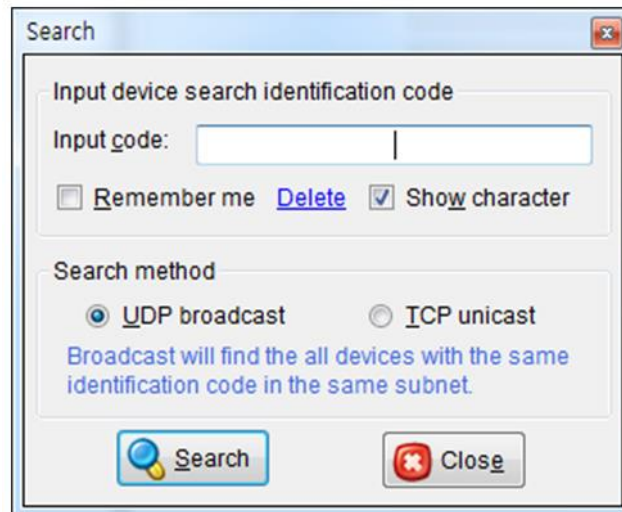 Search
Input device search identification code
Input code:
Remember me Delete Show character
Search method
UDP broadcast TCP unicast
Broadcast will find the all devices with the same
identification code in the same subnet.
Search Close